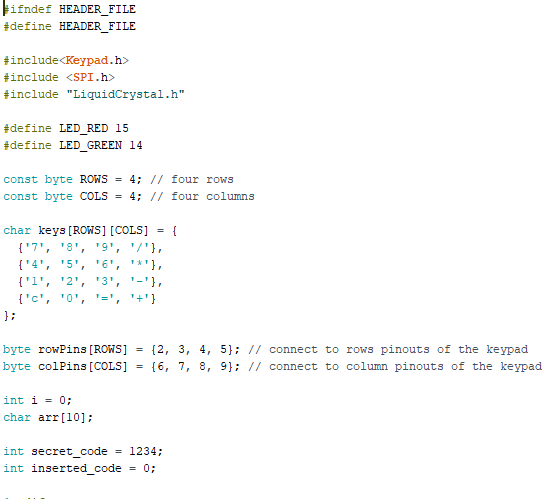 #ifndef HEADER_FILE
#define HEADER_FILE
#include<Keypad.h>
#include <SPI.h>
#include "LiquidCrystal.h"
#define LED_RED 15
#define LED_GREEN 14
const byte ROWS = 4; // four rows
const byte COLS = 4; // four columns
char keys[ROWS][COLS] = {
  {'7', '8', '9', '/'},
  {'4', '5', '6', '*'},
  {'1', '2', '3', '-'},
  {'c', '0', '=', '+'}
};
byte rowPins[ROWS] = {2, 3, 4, 5}; // connect to rows pinouts of the keypad
byte colPins[COLS] = {6, 7, 8, 9}; // connect to column pinouts of the keypad
int i = 0;
char arr[10];
int secret_code = 1234;
int inserted_code = 0;